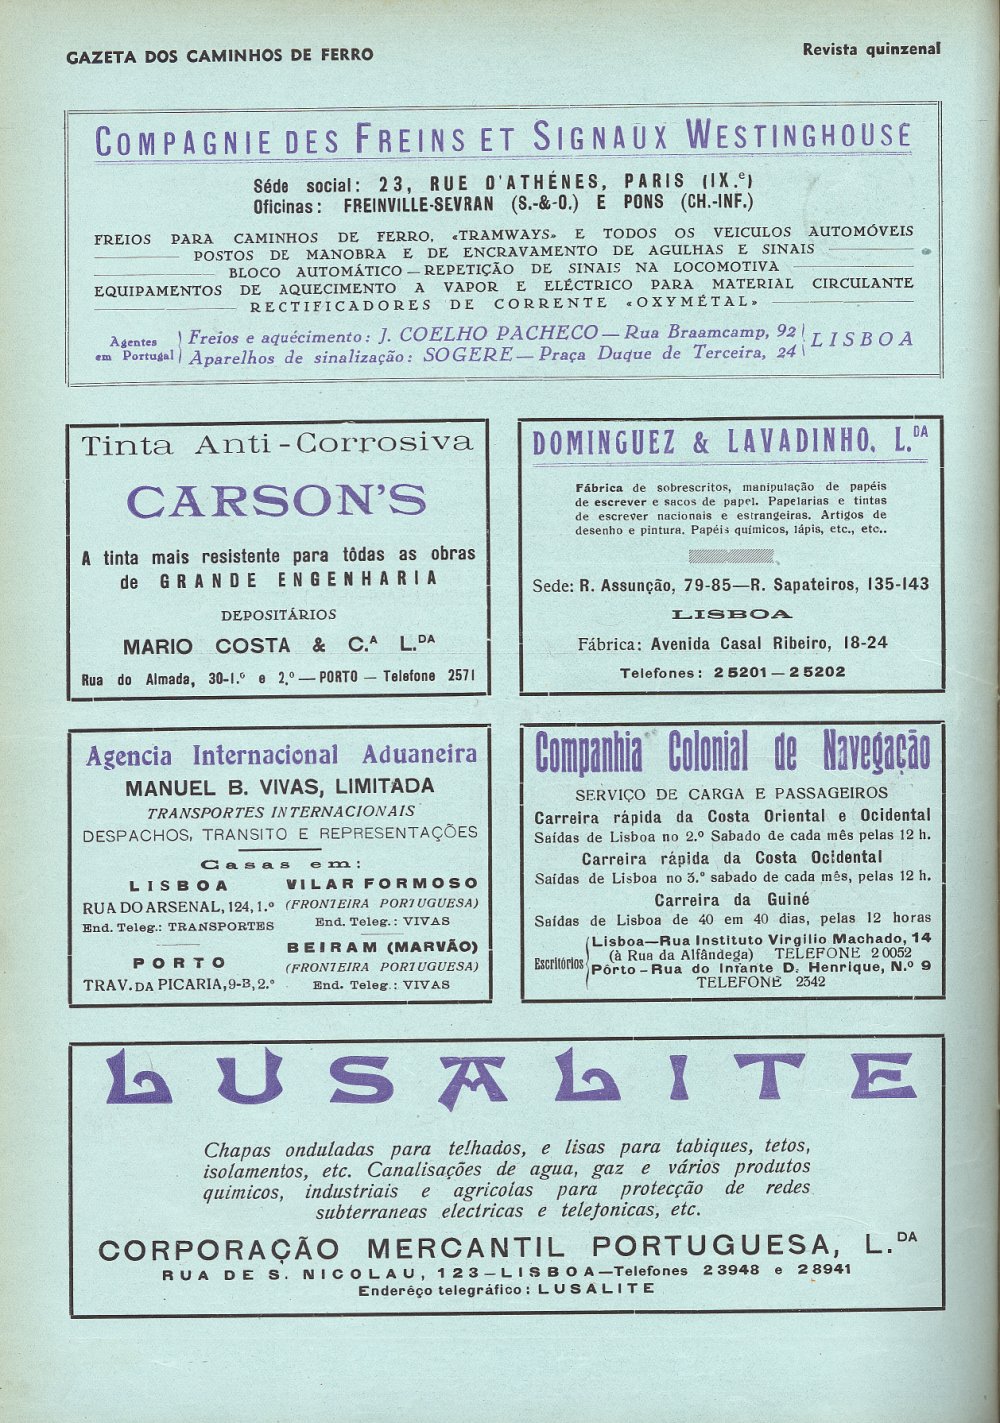 GAZETA DOS CAMINHOS DE FERRO
Revista quinzenal
COMPAGNIE DES FREINS ET SIGNAUX WESTINGHOUSE
Séde social: 23, RUE D'ATHÉNES, PARIS (IX.e)
Oficinas: FREINVILLE-SEVRAN (S.-&-O.) E PONS (CH.-INF.)
FREIOS PARA CAMINHOS DE FERRO, «TRAMWAYS» E TODOS OS VEICULOS AUTOMÓVEIS
POSTOS DE MANOBRA E DE ENCRAVAMENTO DE AGULHAS E SINAIS
BLOCO AUTOMÁTICO — REPETIÇÃO DE SINAIS NA LOCOMOTIVA
EQUIPAMENTOS DE AQUECIMENTO A VAPOR E ELÉCTRICO PARA MATERIAL CIRCULANTE
RECTIFICADORES DE CORRENTE «OXYMÉTAL»
Agentes em Portugal
Freios e aquécimento: J. COELHO PACHECO — Rua Braamcamp, 92
Aparelhos de sinalização: SOGERE — Praça Duque de Terceira, 24
LISBOA
Tinta Anti-Corrosiva
CARSON'S
A tinta mais resistente para tôdas as obras
de GRANDE ENGENHARIA
DEPOSITÁRIOS
MARIO COSTA & C.A L.DA
Rua do Almada, 30-1.º e 2.º — PORTO — Telefone 2571
DOMINGUEZ & LAVADINHO, L.DA
Fábrica de sobrescritos, manipulação de papéis
de escrever e sacos de papel. Papelarias e tintas
de escrever nacionais e estrangeiras. Artigos de
desenho e pintura. Papéis químicos, lápis, etc., etc..
Sede: R. Assunção, 79-85—R. Sapateiros, 135-143
LISBOA
Fábrica: Avenida Casal Ribeiro, 18-24
Telefones: 25201 — 25202
Agencia Internacional Aduaneira
MANUEL B. VIVAS, LIMITADA
TRANSPORTES INTERNACIONAIS
DESPACHOS, TRANSITO E REPRESENTAÇÕES
Casas em:
LISBOA
RUA DO ARSENAL, 124, 1.º
End. Teleg.: TRANSPORTES
PORTO
TRAV. DA PICARIA, 9-B, 2.º
VILAR FORMOSO
(FRONTEIRA PORTUGUESA)
End. Teleg.: VIVAS
BEIRAM (MARVÃO)
(FRONTEIRA PORTUGUESA)
End. Teleg.: VIVAS
Companhia Colonial de Navegação
SERVIÇO DE CARGA E PASSAGEIROS
Carreira rápida da Costa Oriental e Ocidental
Saídas de Lisboa no 2.º Sabado de cada mês pelas 12 h.
Carreira rápida da Costa Ocidental
Saídas de Lisboa no 3.º sabado de cada mês, pelas 12 h.
Carreira da Guiné
Saídas de Lisboa de 40 em 40 dias, pelas 12 horas
Escritórios
Lisboa—Rua Instituto Virgilio Machado, 14
(à Rua da Alfândega) TELEFONE 20052
Pôrto — Rua do Infante D. Henrique, N.º 9
TELEFONE 2342
LUSALITE
Chapas onduladas para telhados, e lisas para tabiques, tetos,
isolamentos, etc. Canalisações de agua, gaz e vários produtos
quimicos, industriais e agricolas para protecção de redes
subterraneas electricas e telefonicas, etc.
CORPORAÇÃO MERCANTIL PORTUGUESA, L.DA
RUA DE S. NICOLAU, 123 — LISBOA — Telefones 23948 e 28941
Enderêço telegráfico: LUSALITE